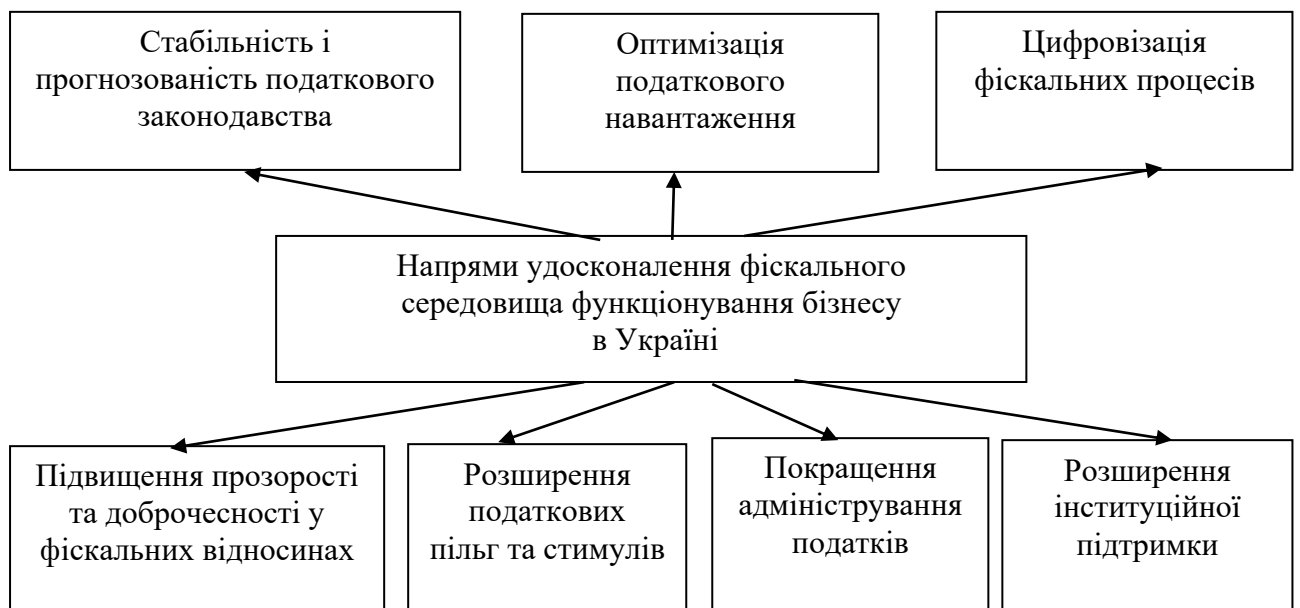 Стабільність і
прогнозованість податкового
законодавства
Оптимізація
податкового
навантаження
Цифровізація
фіскальних процесів
Напрями удосконалення фіскального
середовища функціонування бізнесу
в Україні
Підвищення прозорості
та доброчесності у
фіскальних відносинах
Розширення
податкових
пільг та стимулів
Покращення
адміністрування
податків
Розширення
інституційної
підтримки